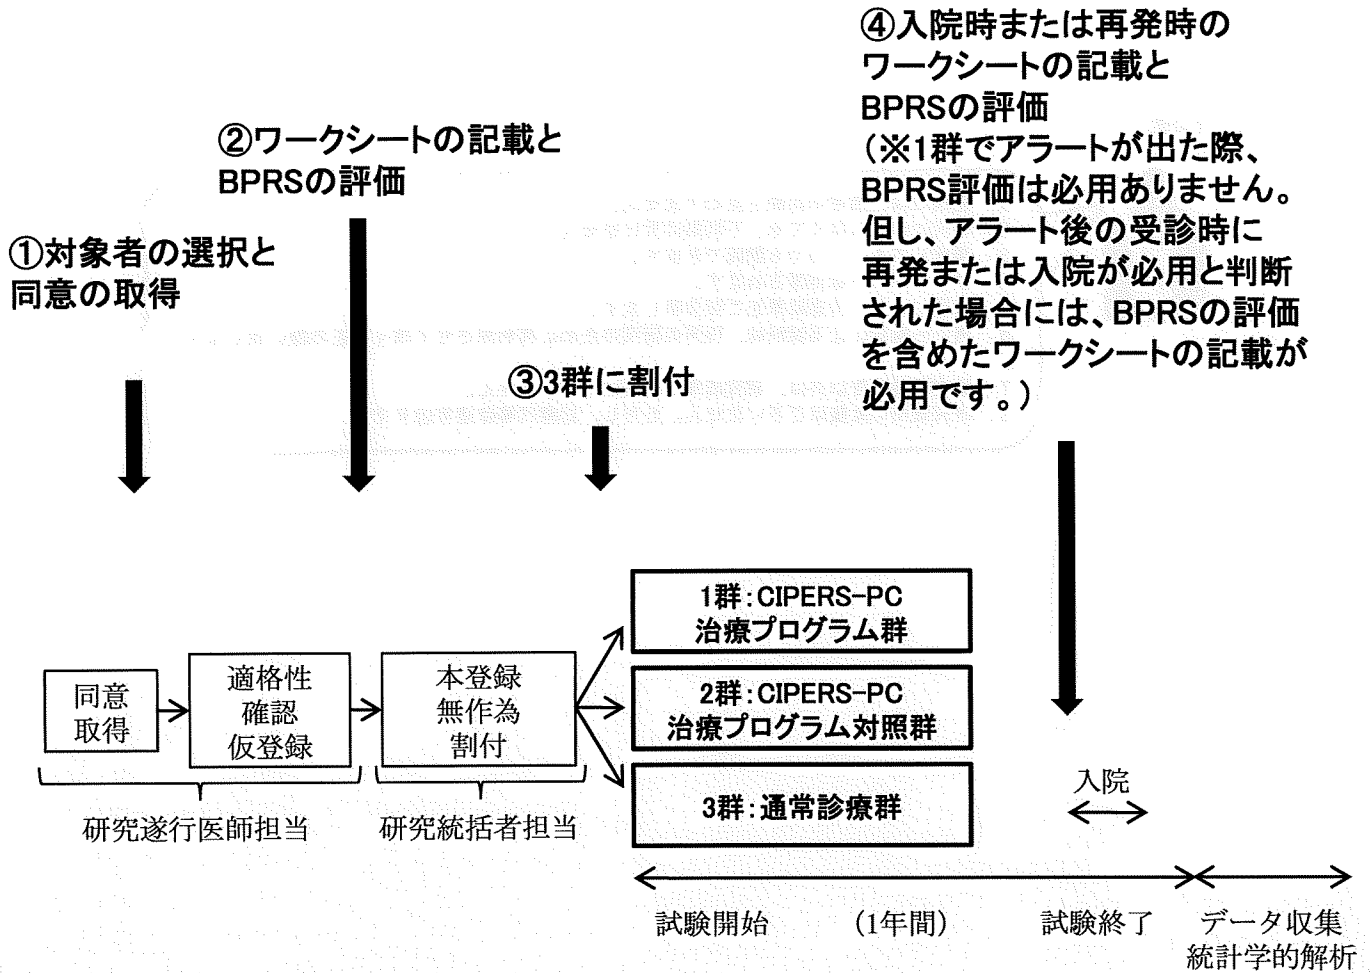 ①対象者の選択と
同意の取得
②ワークシートの記載と
BPRSの評価
③3群に割付
④入院時または再発時の
ワークシートの記載と
BPRSの評価
(※1群でアラートが出た際、
BPRS評価は必用ありません。
但し、アラート後の受診時に
再発または入院が必用と判断
された場合には、BPRSの評価
を含めたワークシートの記載が
必用です。)
同意
取得
適格性
確認
仮登録
本登録
無作為
割付
1群:CIPERS-PC
治療プログラム群
2群:CIPERS-PC
治療プログラム対照群
3群:通常診療群
研究遂行医師担当
研究統括者担当
入院
試験開始
(1年間)
試験終了
データ収集
統計学的解析